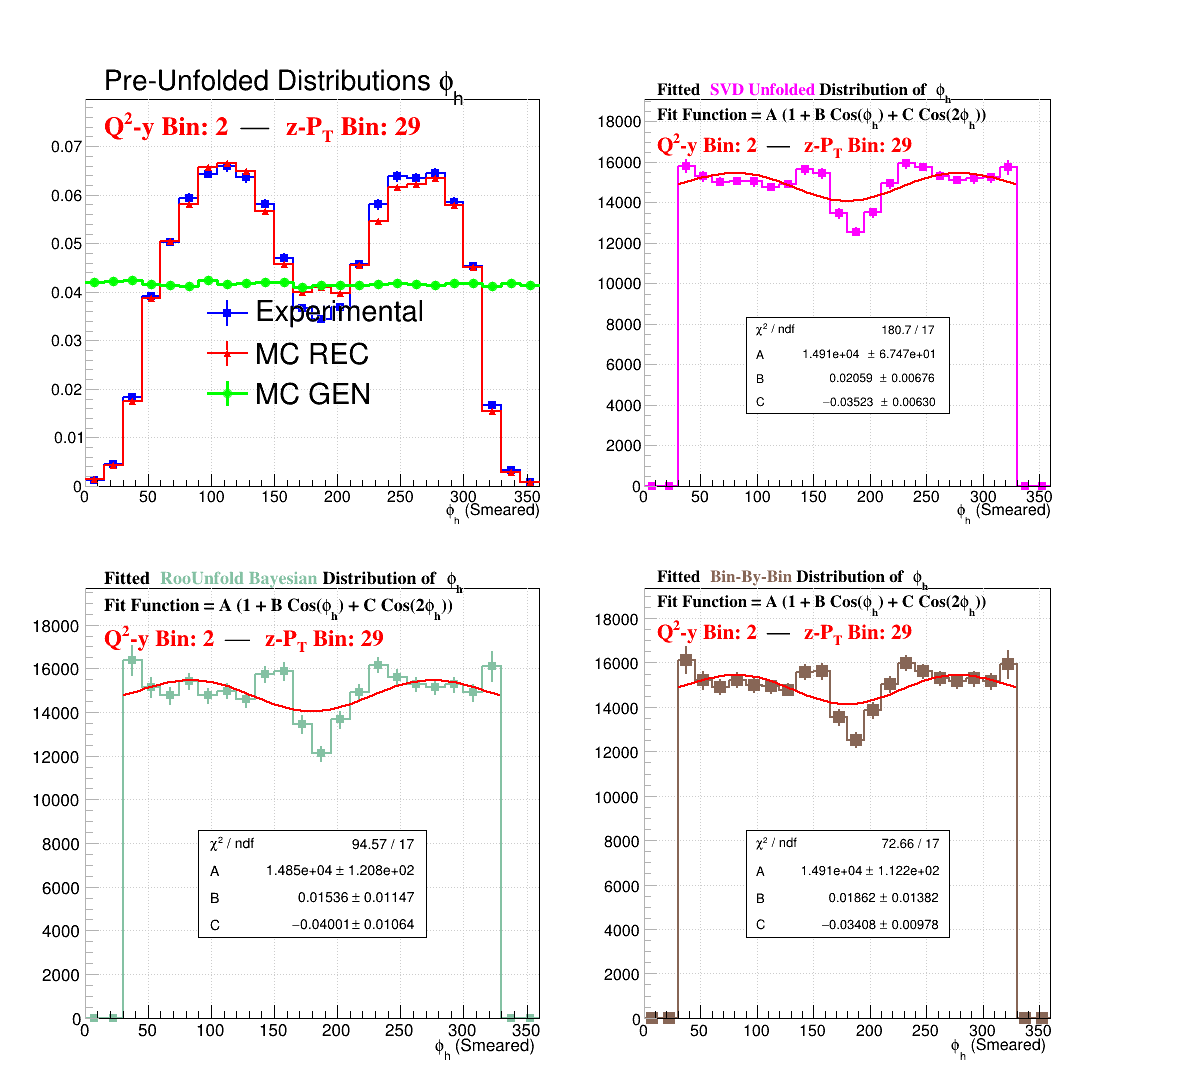 Pre-Unfolded Distributions ϕh
Q2-y Bin: 2 — z-PT Bin: 29
0.07
0.06
0.05
0.04
0.03
0.02
0.01
0
Experimental
MC REC
MC GEN
0 50 100 150 200 250 300 350
ϕh (Smeared)
Fitted SVD Unfolded Distribution of ϕh
Fit Function = A (1 + B Cos(ϕh) + C Cos(2ϕh))
Q2-y Bin: 2 — z-PT Bin: 29
18000
16000
14000
12000
10000
8000
6000
4000
2000
0
χ2 / ndf 180.7 / 17
A 1.491e+04 ± 6.747e+01
B 0.02059 ± 0.00676
C −0.03523 ± 0.00630
0 50 100 150 200 250 300 350
ϕh (Smeared)
Fitted RooUnfold Bayesian Distribution of ϕh
Fit Function = A (1 + B Cos(ϕh) + C Cos(2ϕh))
Q2-y Bin: 2 — z-PT Bin: 29
18000
16000
14000
12000
10000
8000
6000
4000
2000
0
χ2 / ndf 94.57 / 17
A 1.485e+04 ± 1.208e+02
B 0.01536 ± 0.01147
C −0.04001 ± 0.01064
0 50 100 150 200 250 300 350
ϕh (Smeared)
Fitted Bin-By-Bin Distribution of ϕh
Fit Function = A (1 + B Cos(ϕh) + C Cos(2ϕh))
Q2-y Bin: 2 — z-PT Bin: 29
18000
16000
14000
12000
10000
8000
6000
4000
2000
0
χ2 / ndf 72.66 / 17
A 1.491e+04 ± 1.122e+02
B 0.01862 ± 0.01382
C −0.03408 ± 0.00978
0 50 100 150 200 250 300 350
ϕh (Smeared)